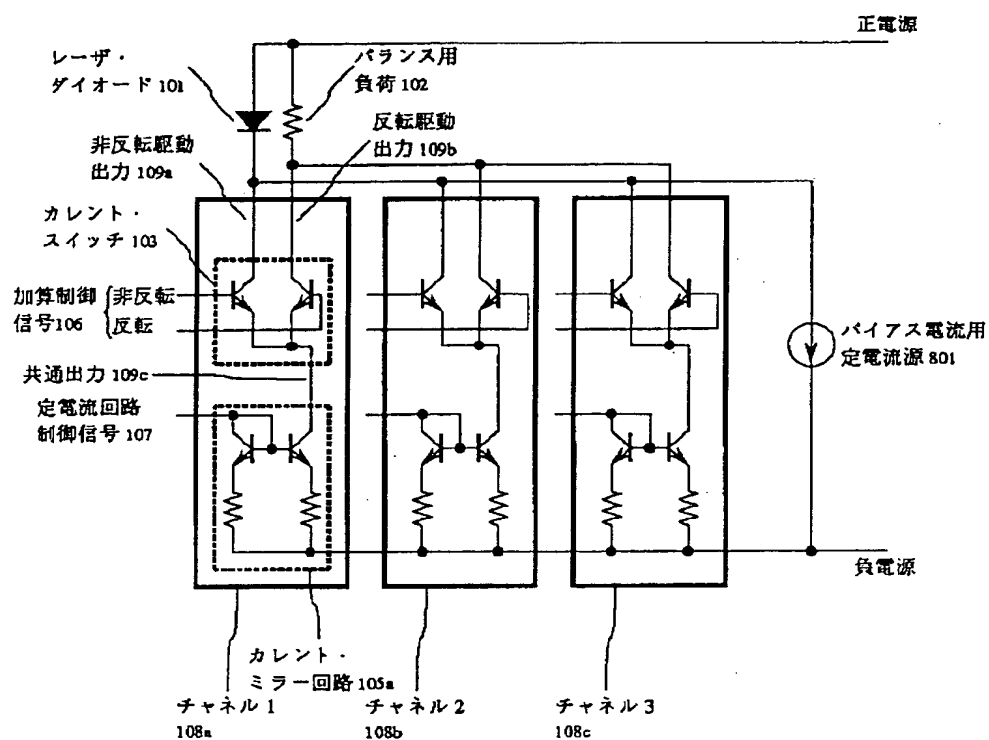 正電源
レーザ・
ダイオード 101
バランス用
負荷 102
非反転駆動
出力 109a
反転駆動
出力 109b
カレント・
スイッチ 103
加算制御
信号106
非反転
反転
バイアス電流用
定電流源 801
共通出力 109c
定電流回路
制御信号 107
負電源
カレント・
ミラー回路 105a
チャネル 1
108a
チャネル 2
108b
チャネル 3
108c